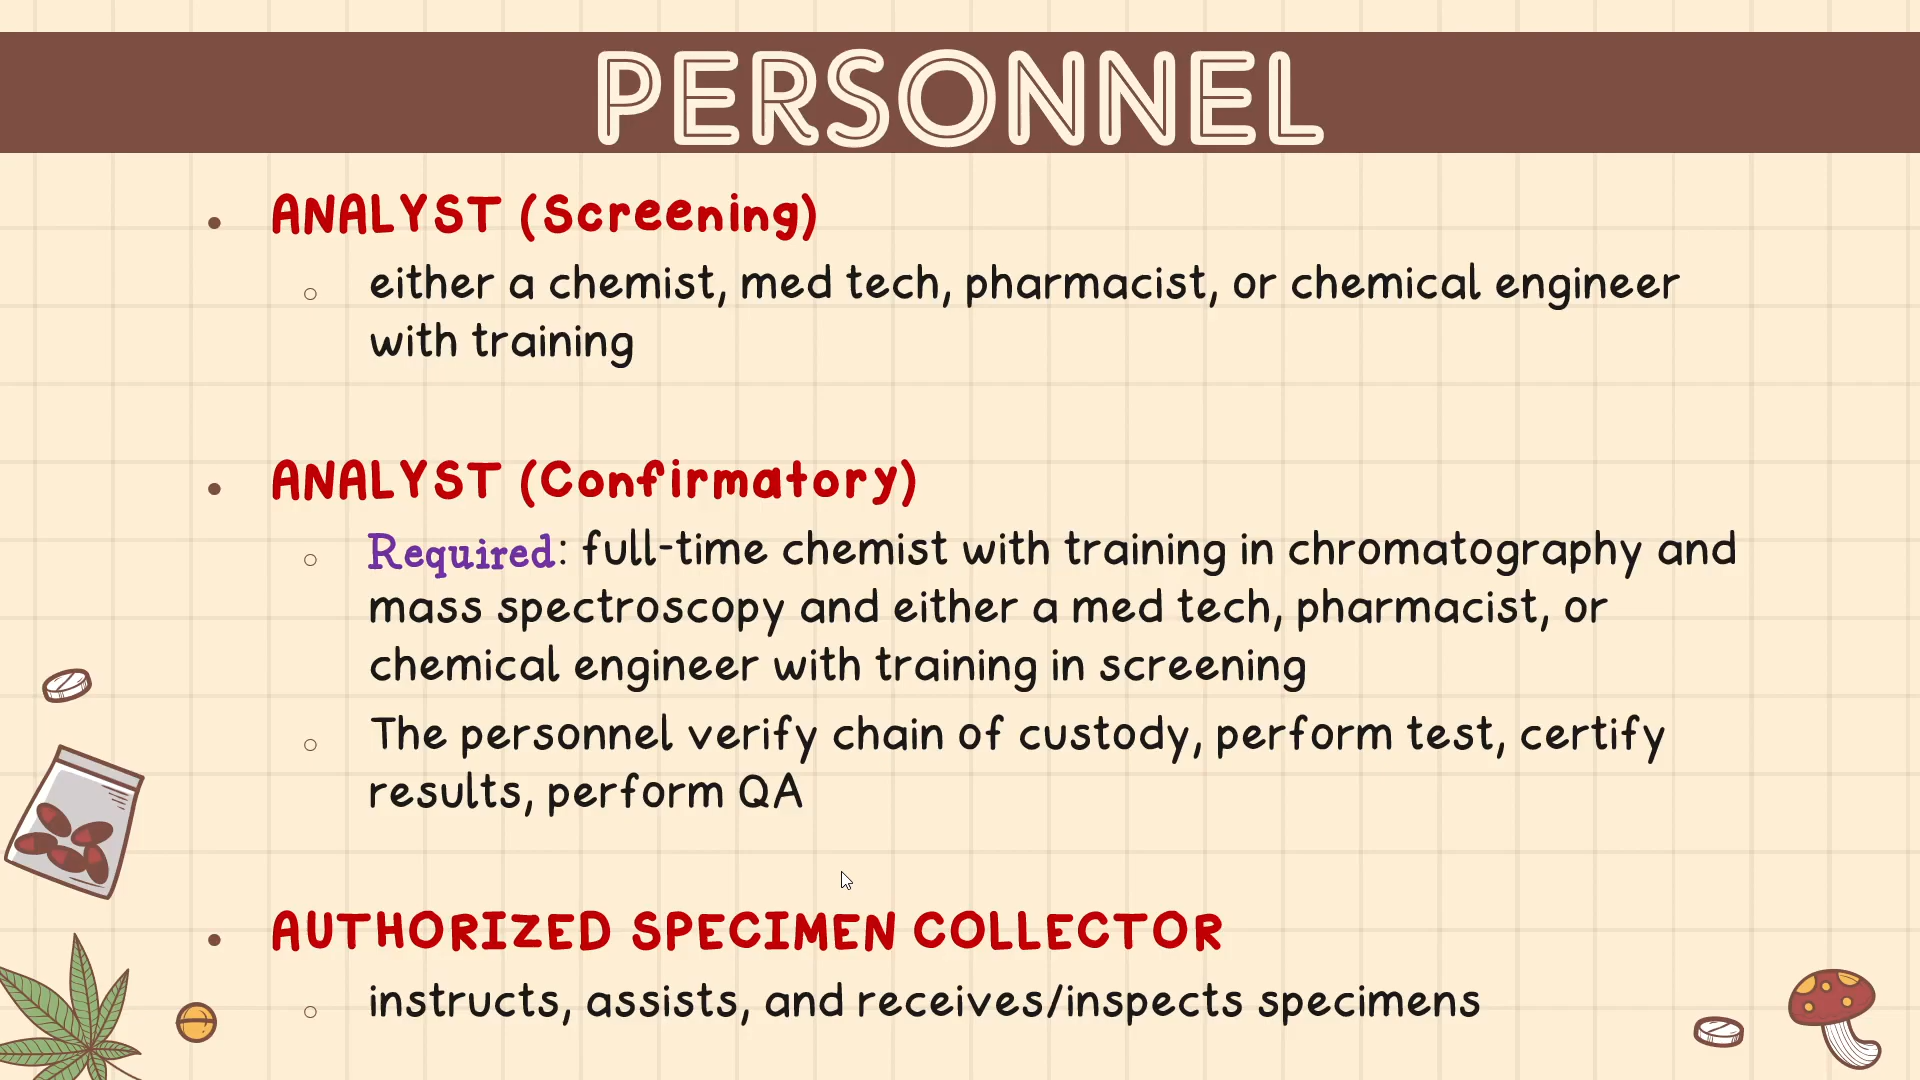 PERSONNEL
• ANALYST (Screening)
○ either a chemist, med tech, pharmacist, or chemical engineer
with training
• ANALYST (Confirmatory)
○ Required: full-time chemist with training in chromatography and
mass spectroscopy and either a med tech, pharmacist, or
chemical engineer with training in screening
○ The personnel verify chain of custody, perform test, certify
results, perform QA
• AUTHORIZED SPECIMEN COLLECTOR
○ instructs, assists, and receives/inspects specimens